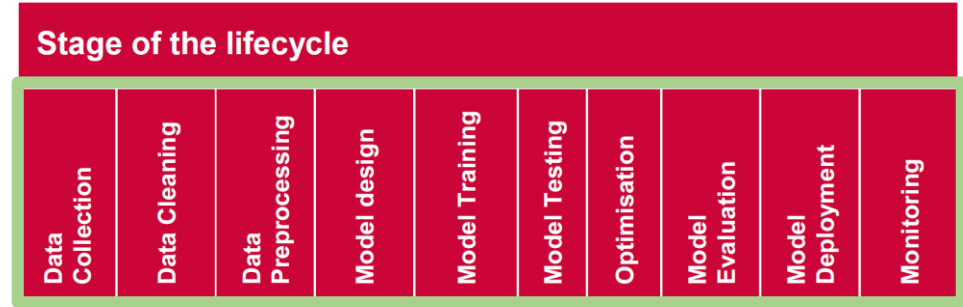 Stage of the lifecycle
Data
Collection
Data Cleaning
Data
Preprocessing
Model design
Model Training
Model Testing
Optimisation
Model
Evaluation
Model
Deployment
Monitoring